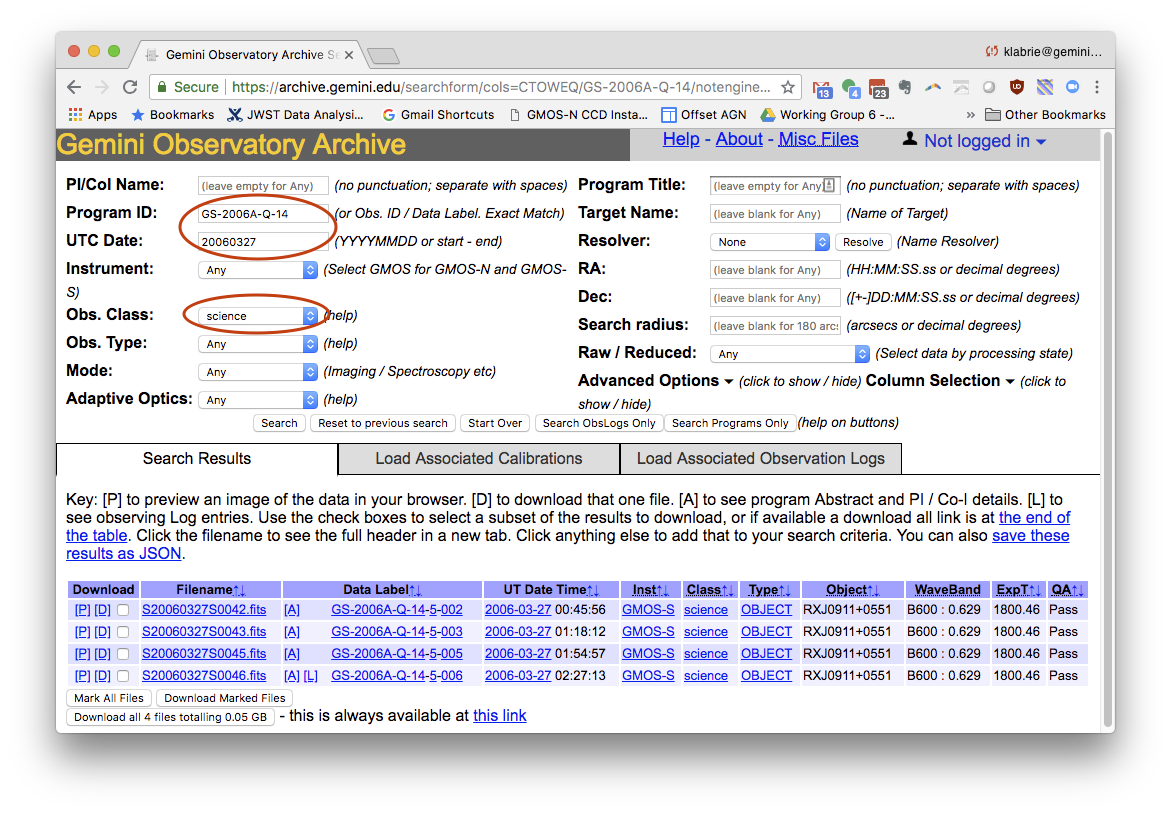 Gemini Observatory Archive Se
klabrie@gemini...
Secure https://archive.gemini.edu/searchform/cols=CTOWEQ/GS-2006A-Q-14/notengine...
13 4 23
Apps Bookmarks JWST Data Analysi... Gmail Shortcuts GMOS-N CCD Insta... Offset AGN Working Group 6 -... » Other Bookmarks
Gemini Observatory Archive
Help - About - Misc Files
Not logged in
PI/CoI Name: (leave empty for Any) (no punctuation; separate with spaces)
Program Title: (leave empty for Any) (no punctuation; separate with spaces)
Program ID: GS-2006A-Q-14 (or Obs. ID / Data Label. Exact Match)
Target Name: (leave blank for Any) (Name of Target)
UTC Date: 20060327 (YYYYMMDD or start - end)
Resolver: None Resolve (Name Resolver)
Instrument: Any (Select GMOS for GMOS-N and GMOS-
S)
RA: (leave blank for Any) (HH:MM:SS.ss or decimal degrees)
Dec: (leave blank for Any) ([+-]DD:MM:SS.ss or decimal degrees)
Obs. Class: science (help)
Search radius: (leave blank for 180 arcs (arcsecs or decimal degrees)
Obs. Type: Any (help)
Raw / Reduced: Any (Select data by processing state)
Mode: Any (Imaging / Spectroscopy etc)
Advanced Options (click to show / hide) Column Selection (click to
show / hide)
Adaptive Optics: Any (help)
Search Reset to previous search Start Over Search ObsLogs Only Search Programs Only (help on buttons)
Search Results Load Associated Calibrations Load Associated Observation Logs
Key: [P] to preview an image of the data in your browser. [D] to download that one file. [A] to see program Abstract and PI / Co-I details. [L] to
see observing Log entries. Use the check boxes to select a subset of the results to download, or if available a download all link is at the end of
the table. Click the filename to see the full header in a new tab. Click anything else to add that to your search criteria. You can also save these
results as JSON.
Download Filename↑↓ Data Label↑↓ UT Date Time↑↓ Inst↑↓ Class↑↓ Type↑↓ Object↑↓ WaveBand ExpT↑↓ QA↑↓
[P] [D] S20060327S0042.fits [A] GS-2006A-Q-14-5-002 2006-03-27 00:45:56 GMOS-S science OBJECT RXJ0911+0551 B600 : 0.629 1800.46 Pass
[P] [D] S20060327S0043.fits [A] GS-2006A-Q-14-5-003 2006-03-27 01:18:12 GMOS-S science OBJECT RXJ0911+0551 B600 : 0.629 1800.46 Pass
[P] [D] S20060327S0045.fits [A] GS-2006A-Q-14-5-005 2006-03-27 01:54:57 GMOS-S science OBJECT RXJ0911+0551 B600 : 0.629 1800.46 Pass
[P] [D] S20060327S0046.fits [A] [L] GS-2006A-Q-14-5-006 2006-03-27 02:27:13 GMOS-S science OBJECT RXJ0911+0551 B600 : 0.629 1800.46 Pass
Mark All Files Download Marked Files
Download all 4 files totalling 0.05 GB - this is always available at this link